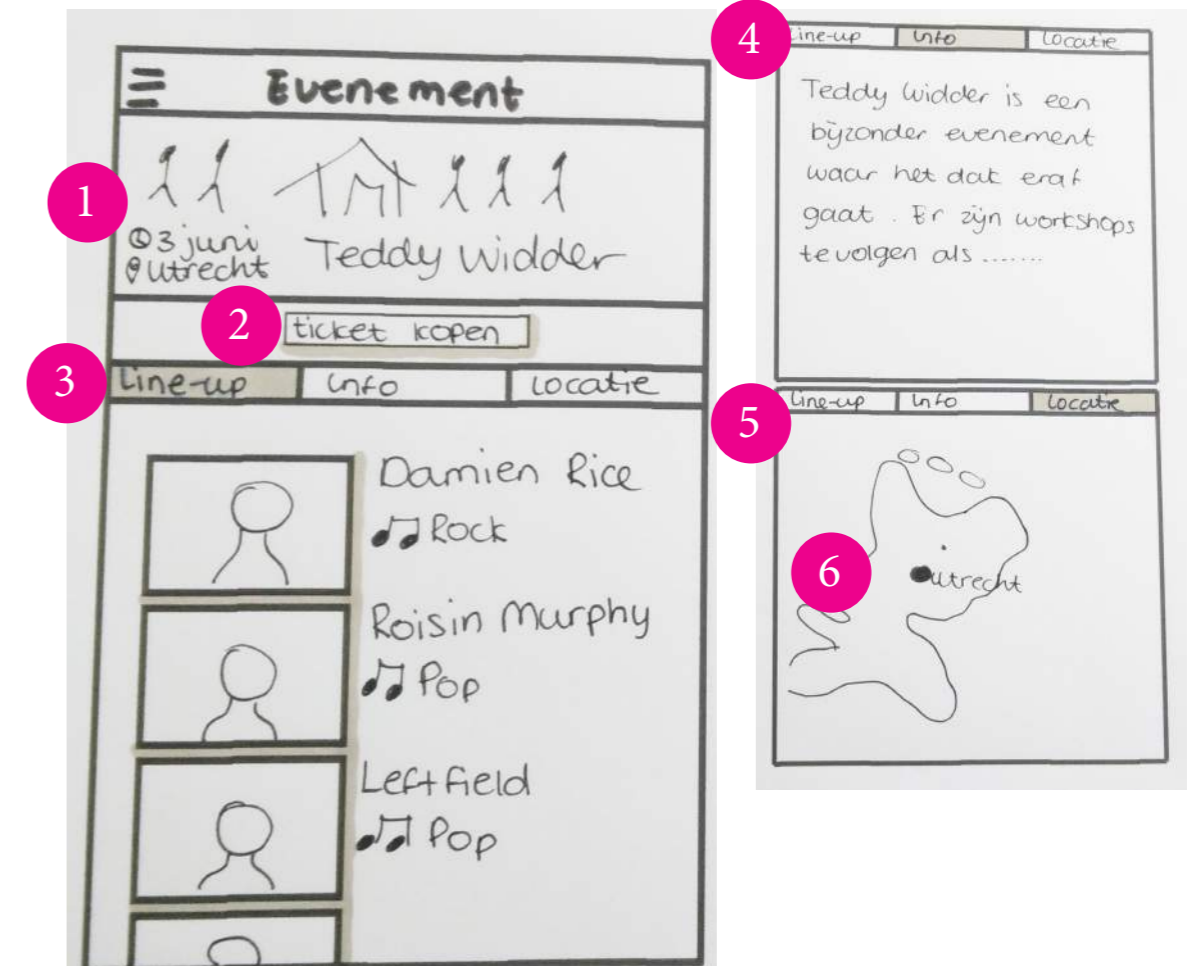 Evenement
1
3 juni
Utrecht
Teddy Widder
2
ticket kopen
3
Line-up
Info
Locatie
Damien Rice
Rock
Roisin Murphy
Pop
Leftfield
Pop
4
Line-up
Info
Locatie
Teddy Widder is een
bijzonder evenement
waar het dak eraf
gaat. Er zijn workshops
te volgen als .......
5
Line-up
Info
Locatie
6
Utrecht